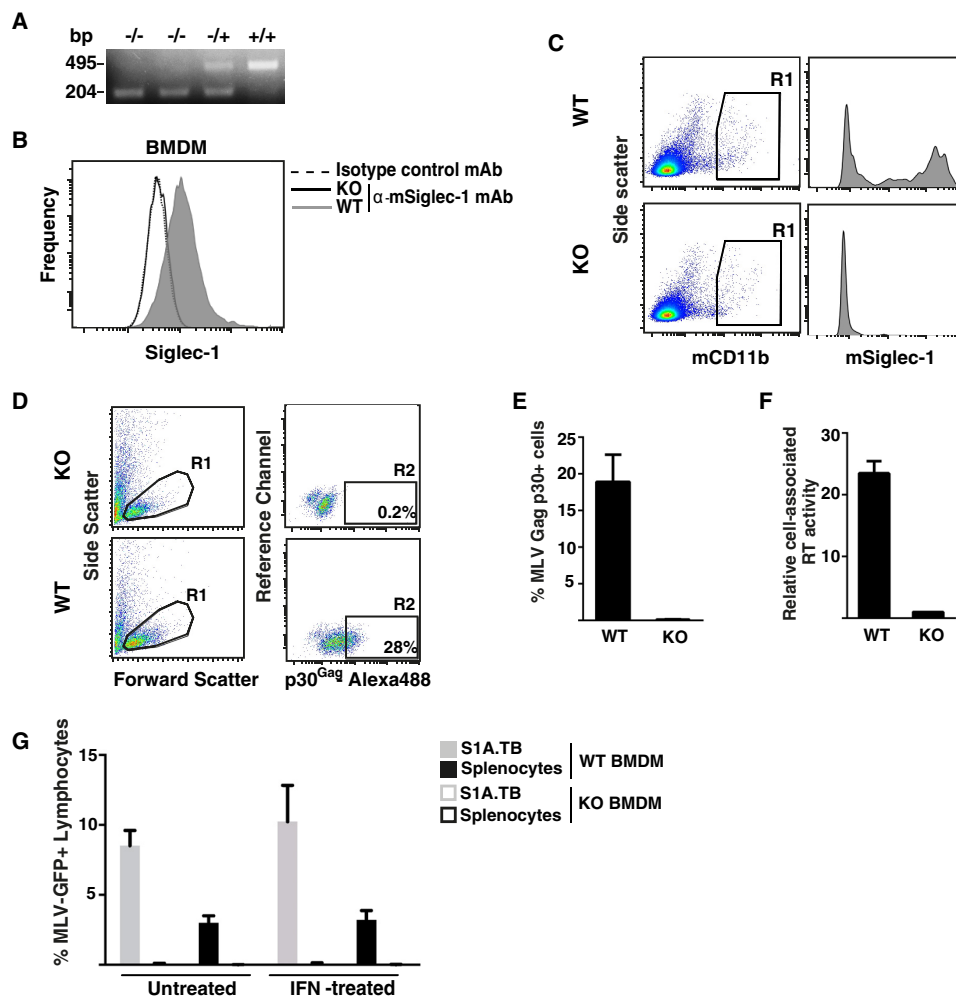 A
bp -/- -/- -/+ +/+
495
204
B
BMDM
Frequency
Siglec-1
Isotype control mAb
KO
WT
α-mSiglec-1 mAb
C
WT
KO
Side scatter
R1
R1
mCD11b
mSiglec-1
D
KO
WT
Side Scatter
R1
R1
Forward Scatter
Reference Channel
R2
0.2%
R2
28%
p30Gag- Alexa488
E
% MLV Gag p30+ cells
25
20
15
10
5
WT KO
F
Relative cell-associated
RT activity
30
20
10
WT KO
G
% MLV-GFP+ Lymphocytes
15
10
5
Untreated
IFN -treated
S1A.TB
Splenocytes
WT BMDM
S1A.TB
Splenocytes
KO BMDM